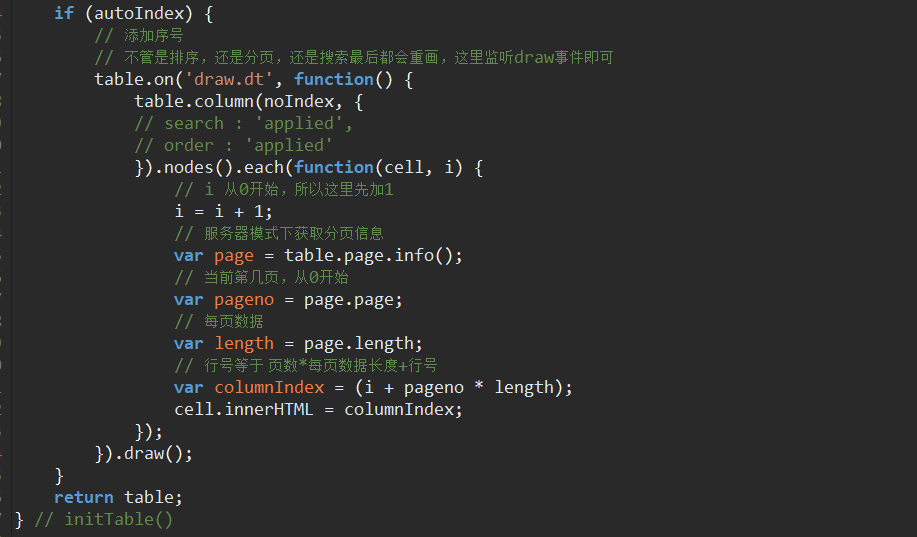 if (autoIndex) {
// 添加序号
// 不管是排序，还是分页，还是搜索最后都会重画，这里监听draw事件即可
table.on('draw.dt', function() {
table.column(noIndex, {
// search : 'applied',
// order : 'applied'
}).nodes().each(function(cell, i) {
// i 从0开始，所以这里先加1
i = i + 1;
// 服务器模式下获取分页信息
var page = table.page.info();
// 当前第几页，从0开始
var pageno = page.page;
// 每页数据
var length = page.length;
// 行号等于 页数*每页数据长度+行号
var columnIndex = (i + pageno * length);
cell.innerHTML = columnIndex;
});
}).draw();
}
return table;
} // initTable()